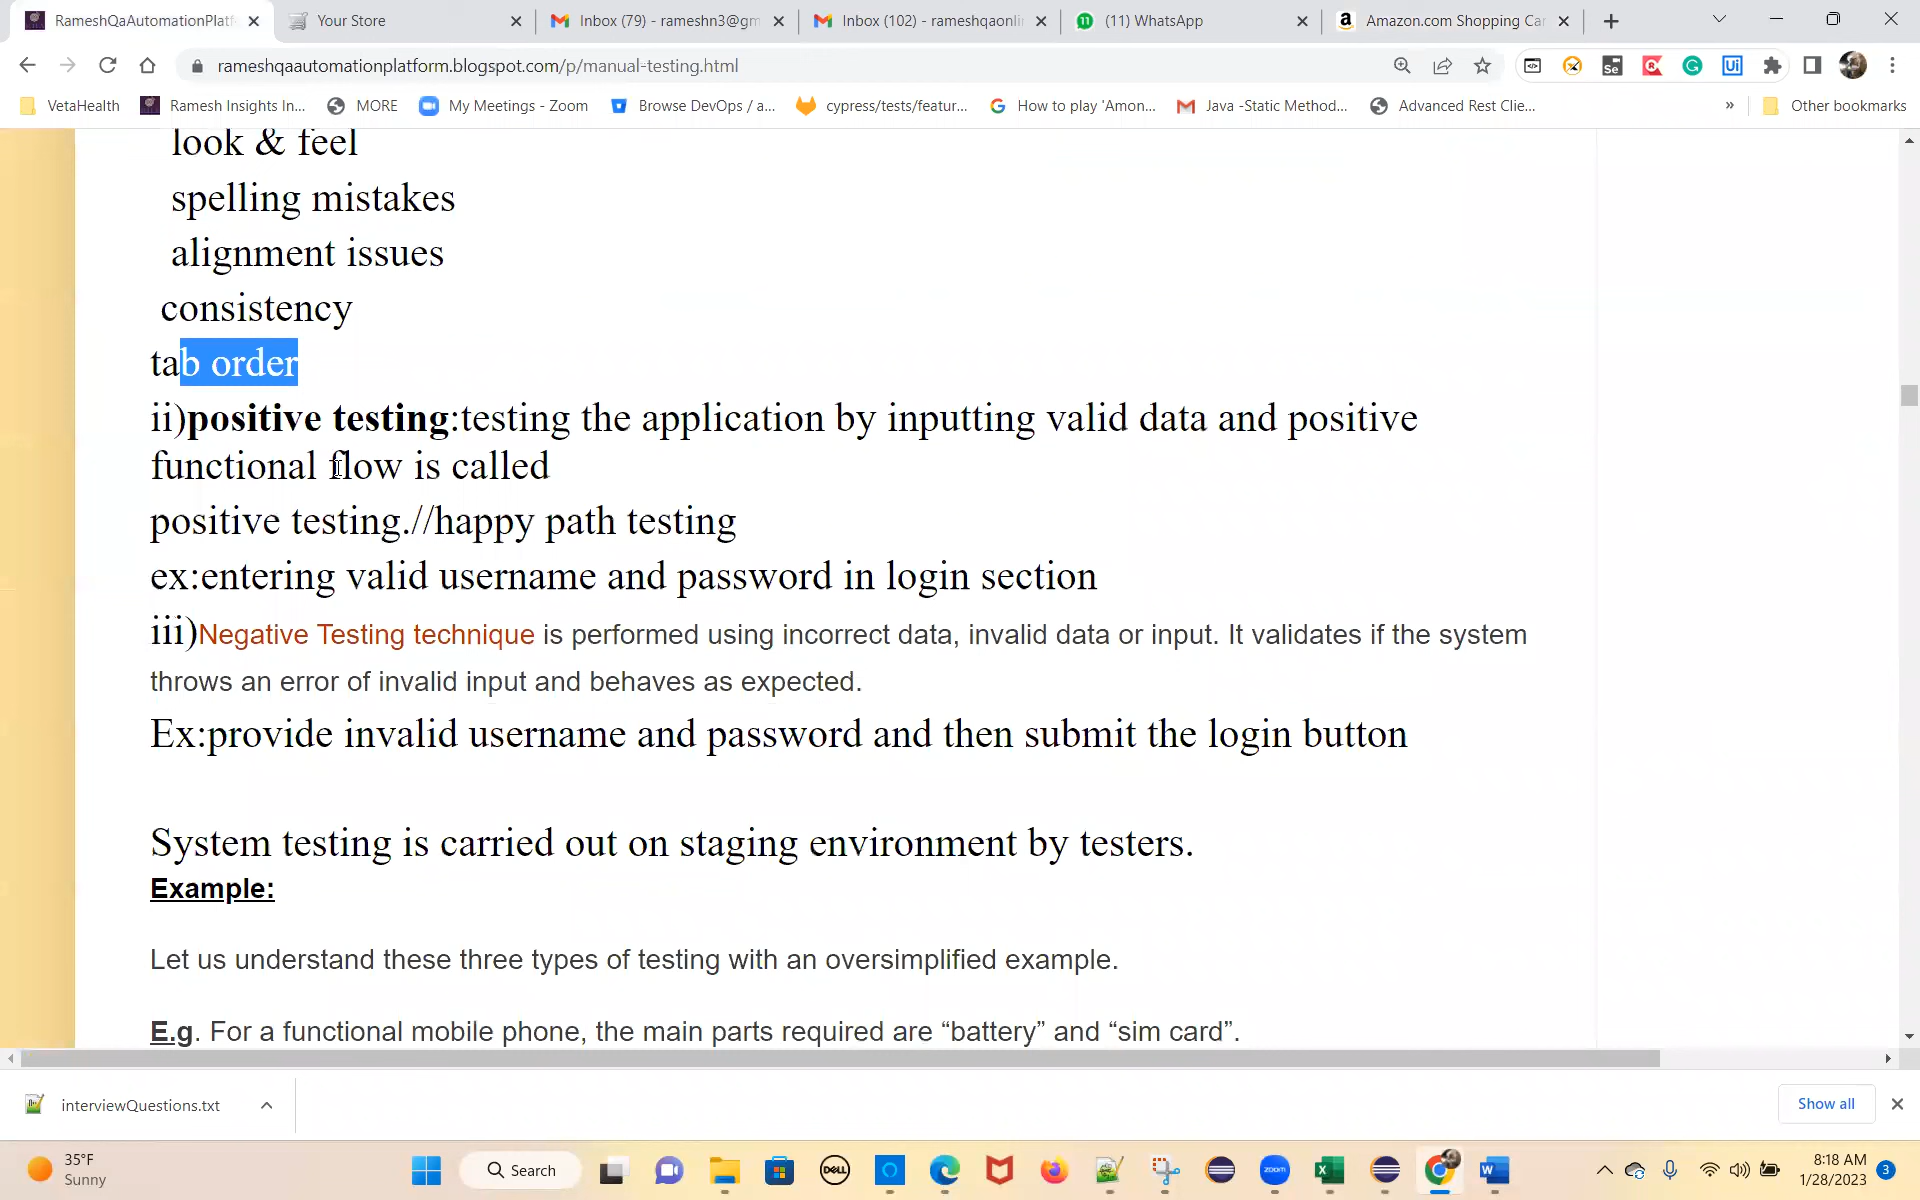 RameshQaAutomationPlatf
Your Store
Inbox (79) - rameshn3@gm
Inbox (102) - rameshqaonli
(11) WhatsApp
Amazon.com Shopping Car
rameshqaautomationplatform.blogspot.com/p/manual-testing.html
VetaHealth
Ramesh Insights In...
MORE
My Meetings - Zoom
Browse DevOps / a...
cypress/tests/featur...
How to play 'Amon...
Java -Static Method...
Advanced Rest Clie...
»
Other bookmarks
look & feel
spelling mistakes
alignment issues
consistency
tab order
ii)positive testing:testing the application by inputting valid data and positive
functional flow is called
positive testing.//happy path testing
ex:entering valid username and password in login section
iii)Negative Testing technique is performed using incorrect data, invalid data or input. It validates if the system
throws an error of invalid input and behaves as expected.
Ex:provide invalid username and password and then submit the login button
System testing is carried out on staging environment by testers.
Example:
Let us understand these three types of testing with an oversimplified example.
E.g. For a functional mobile phone, the main parts required are “battery” and “sim card”.
interviewQuestions.txt
Show all
35°F
Sunny
Search
DELL
zoom
8:18 AM
1/28/2023
3